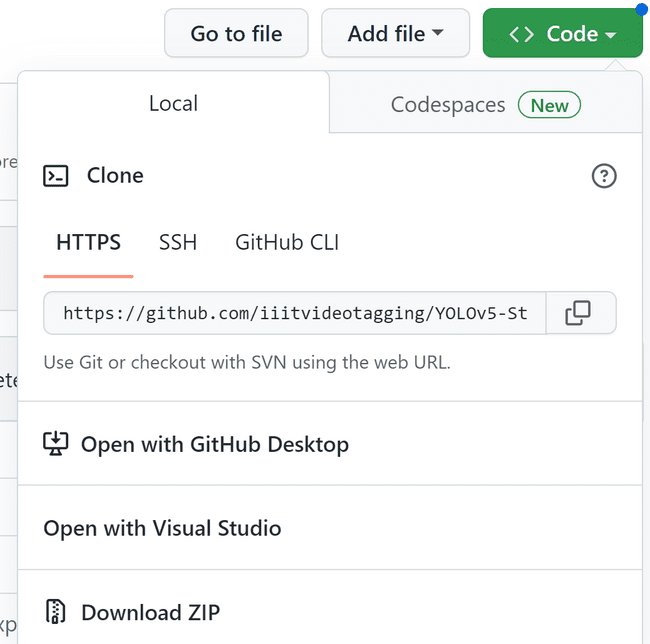 Go to file
Add file
Code
Local
Codespaces New
Clone
HTTPS SSH GitHub CLI
https://github.com/iiitvideotagging/YOLOv5-St
Use Git or checkout with SVN using the web URL.
Open with GitHub Desktop
Open with Visual Studio
Download ZIP